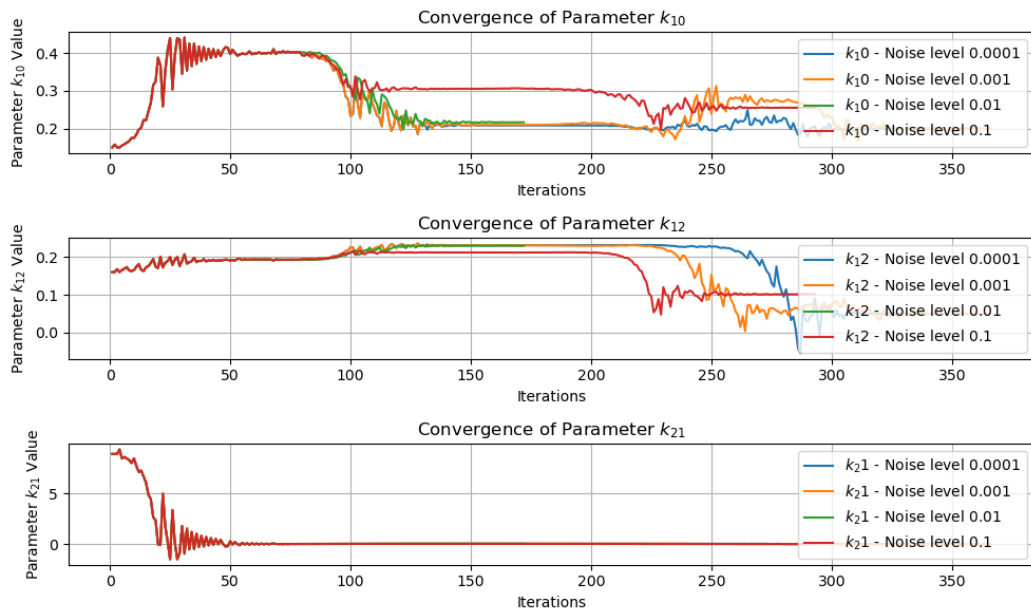 Convergence of Parameter k₁₀
Parameter k₁₀ Value
0.4
0.3
0.2
k₁0 - Noise level 0.0001
k₁0 - Noise level 0.001
k₁0 - Noise level 0.01
k₁0 - Noise level 0.1
0 50 100 150 200 250 300 350
Iterations
Convergence of Parameter k₁₂
Parameter k₁₂ Value
0.2
0.1
0.0
k₁2 - Noise level 0.0001
k₁2 - Noise level 0.001
k₁2 - Noise level 0.01
k₁2 - Noise level 0.1
0 50 100 150 200 250 300 350
Iterations
Convergence of Parameter k₂₁
Parameter k₂₁ Value
5
0
k₂1 - Noise level 0.0001
k₂1 - Noise level 0.001
k₂1 - Noise level 0.01
k₂1 - Noise level 0.1
0 50 100 150 200 250 300 350
Iterations